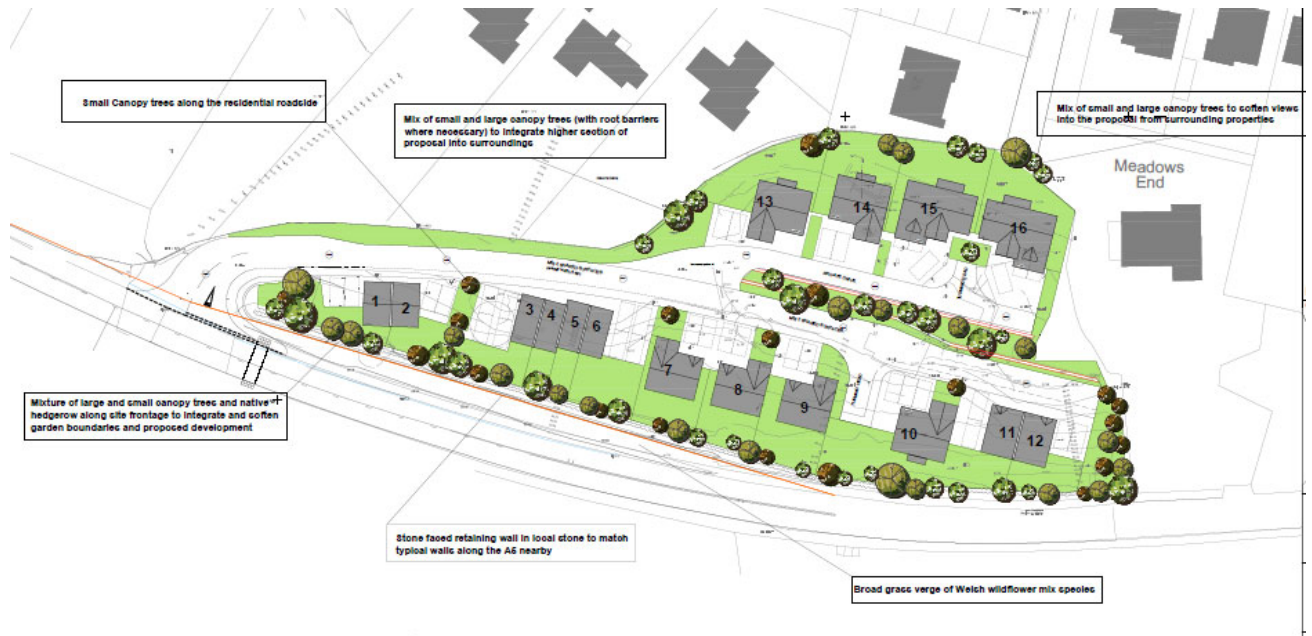 Small Canopy trees along the residential roadside
Mix of small and large canopy trees (with root barriers
where necessary) to integrate higher section of
proposal into surroundings
Mix of small and large canopy trees to soften views
into the proposal from surrounding properties
Meadows
End
13
14
15
16
1
2
3
4
5
6
7
8
9
10
11
12
Mixture of large and small canopy trees and native
hedgerow along site frontage to integrate and soften
garden boundaries and proposed development
Stone faced retaining wall in local stone to match
typical walls along the A5 nearby
Broad grass verge of Welsh wildflower mix species